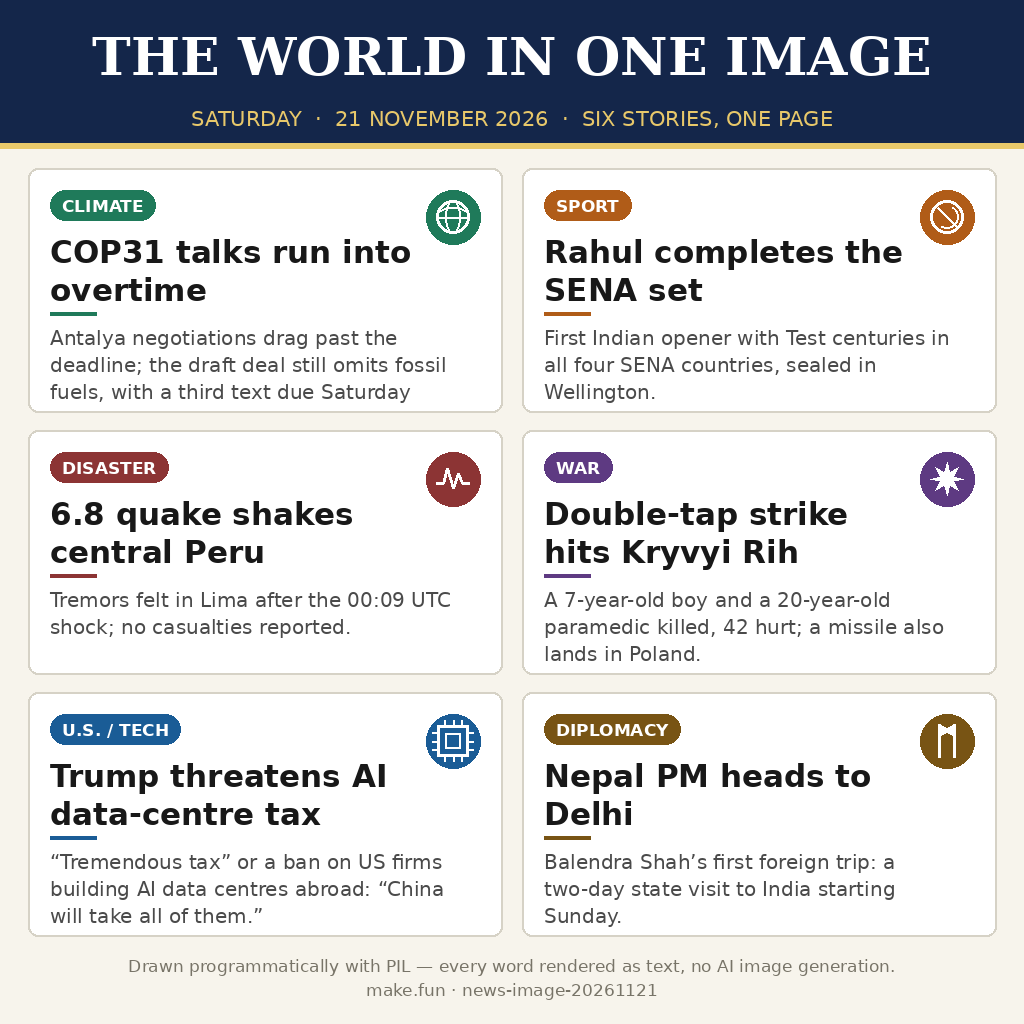 THE WORLD IN ONE IMAGE
SATURDAY · 21 NOVEMBER 2026 · SIX STORIES, ONE PAGE
CLIMATE
COP31 talks run into
overtime
Antalya negotiations drag past the
deadline; the draft deal still omits fossil
fuels, with a third text due Saturday
SPORT
Rahul completes the
SENA set
First Indian opener with Test centuries in
all four SENA countries, sealed in
Wellington.
DISASTER
6.8 quake shakes
central Peru
Tremors felt in Lima after the 00:09 UTC
shock; no casualties reported.
WAR
Double-tap strike
hits Kryvyi Rih
A 7-year-old boy and a 20-year-old
paramedic killed, 42 hurt; a missile also
lands in Poland.
U.S. / TECH
Trump threatens AI
data-centre tax
“Tremendous tax” or a ban on US firms
building AI data centres abroad: “China
will take all of them.”
DIPLOMACY
Nepal PM heads to
Delhi
Balendra Shah’s first foreign trip: a
two-day state visit to India starting
Sunday.
Drawn programmatically with PIL — every word rendered as text, no AI image generation.
make.fun · news-image-20261121